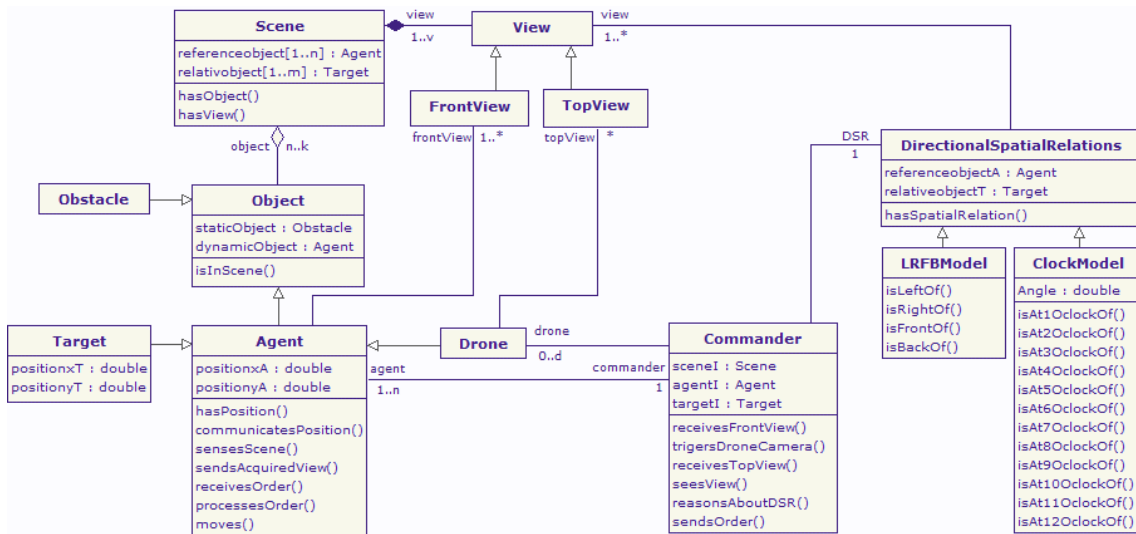 Scene
referenceobject[1..n] : Agent
relativobject[1..m] : Target
hasObject()
hasView()
view
1..v
View
view
1..*
FrontView
TopView
frontView
1..*
topView
*
object
n..k
DSR
1
DirectionalSpatialRelations
referenceobjectA : Agent
relativeobjectT : Target
hasSpatialRelation()
Obstacle
Object
staticObject : Obstacle
dynamicObject : Agent
isInScene()
LRFBModel
isLeftOf()
isRightOf()
isFrontOf()
isBackOf()
ClockModel
Angle : double
isAt1OclockOf()
isAt2OclockOf()
isAt3OclockOf()
isAt4OclockOf()
isAt5OclockOf()
isAt6OclockOf()
isAt7OclockOf()
isAt8OclockOf()
isAt9OclockOf()
isAt10OclockOf()
isAt11OclockOf()
isAt12OclockOf()
Target
positionxT : double
positionyT : double
Agent
positionxA : double
positionyA : double
hasPosition()
communicatesPosition()
sensesScene()
sendsAcquiredView()
receivesOrder()
processesOrder()
moves()
Drone
drone
0..d
agent
1..n
commander
1
Commander
sceneI : Scene
agentI : Agent
targetI : Target
receivesFrontView()
trigersDroneCamera()
receivesTopView()
seesView()
reasonsAboutDSR()
sendsOrder()